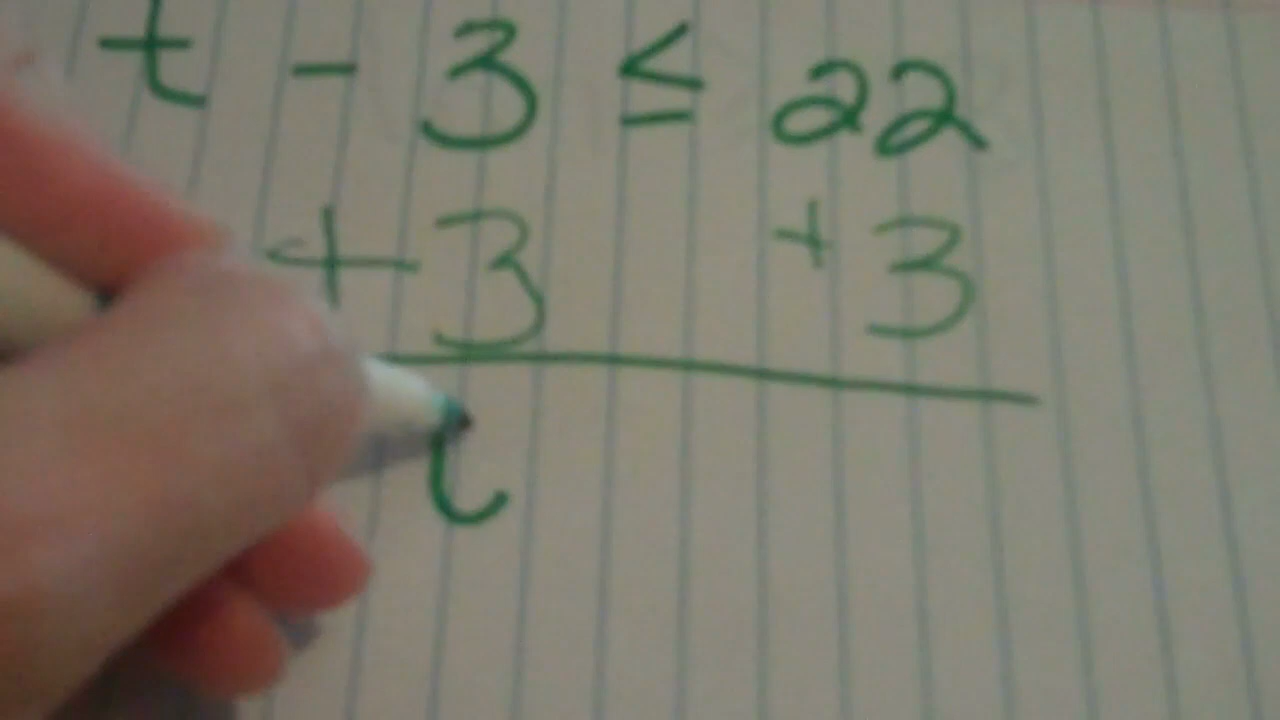 t - 3 ≤ 22
+ 3 + 3
t